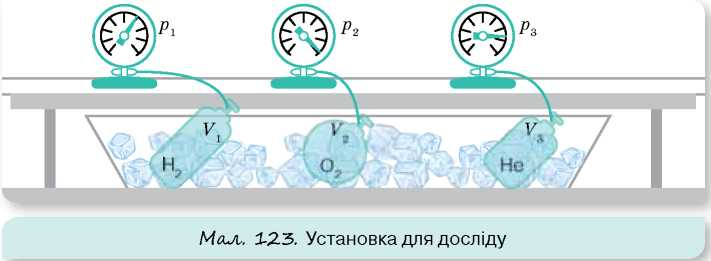 p₁ p₂ p₃
V₁ V₂ V₃
H₂ O₂ He
Мал. 123. Установка для досліду